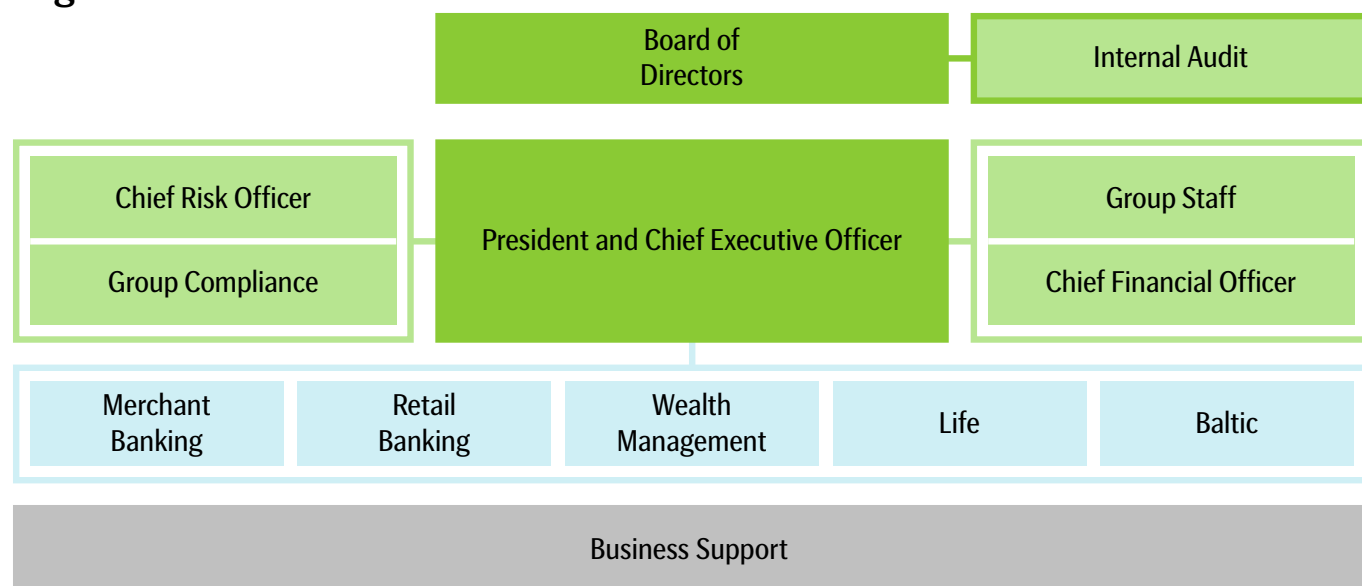 Board of
Directors
Internal Audit
Chief Risk Officer
Group Compliance
President and Chief Executive Officer
Group Staff
Chief Financial Officer
Merchant
Banking
Retail
Banking
Wealth
Management
Life
Baltic
Business Support